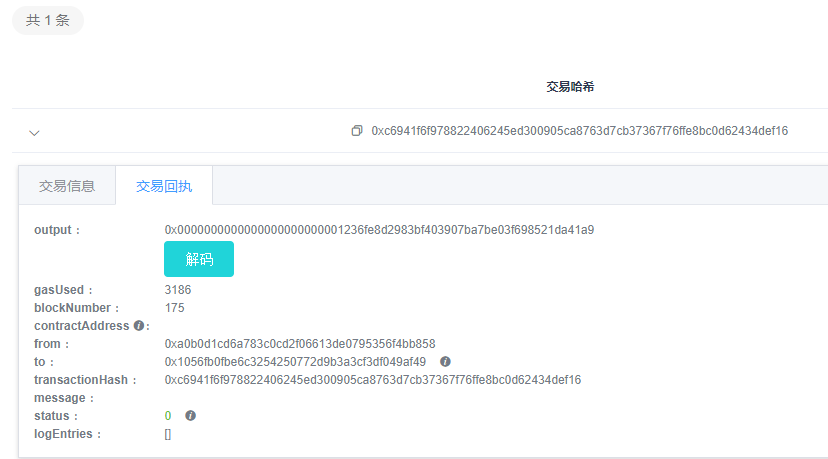 共 1 条
交易哈希
0xc6941f6f978822406245ed300905ca8763d7cb37367f76ffe8bc0d62434def16
交易信息 交易回执
output : 0x0000000000000000000000001236fe8d2983bf403907ba7be03f698521da41a9
解码
gasUsed : 3186
blockNumber : 175
contractAddress :
from : 0xa0b0d1cd6a783c0cd2f06613de0795356f4bb858
to : 0x1056fb0fbe6c3254250772d9b3a3cf3df049af49
transactionHash : 0xc6941f6f978822406245ed300905ca8763d7cb37367f76ffe8bc0d62434def16
message :
status : 0
logEntries : []